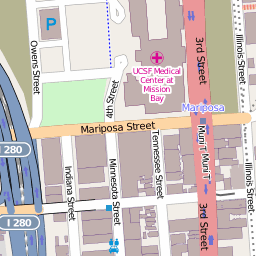 P
Owens Street
4th Street
UCSF Medical
Center at
Mission
Bay
3rd Street
Illinois Street
Mariposa
Mariposa Street
I 280
Indiana Street
Minnesota Street
Tennessee Street
Muni T
Muni T
Illinois Street
I 280
3rd Street